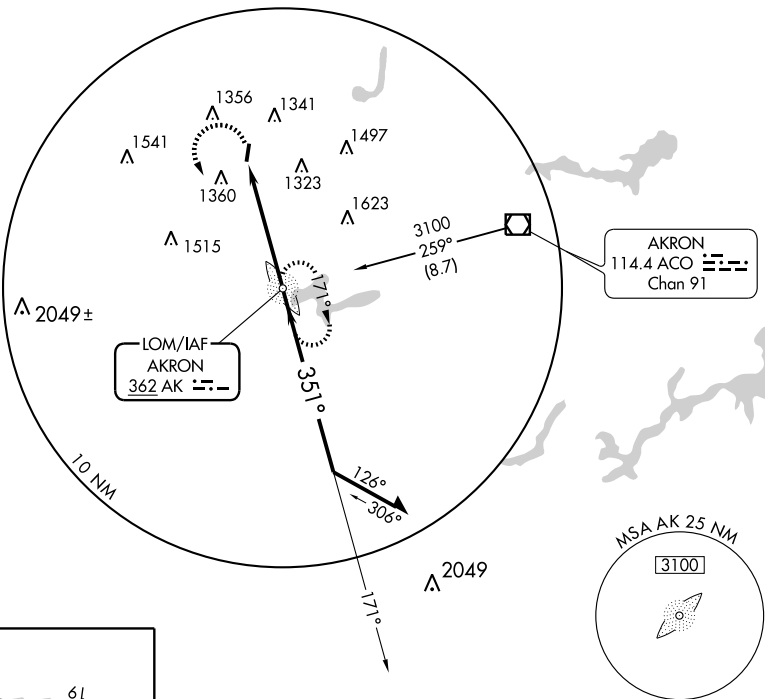 1356
1341
1541
1497
1360
1323
1623
1515
3100
259°
(8.7)
AKRON
114.4 ACO
Chan 91
171°
2049±
LOM/IAF
AKRON
362 AK
351°
10 NM
126°
306°
2049
171°
MSA AK 25 NM
3100
6L